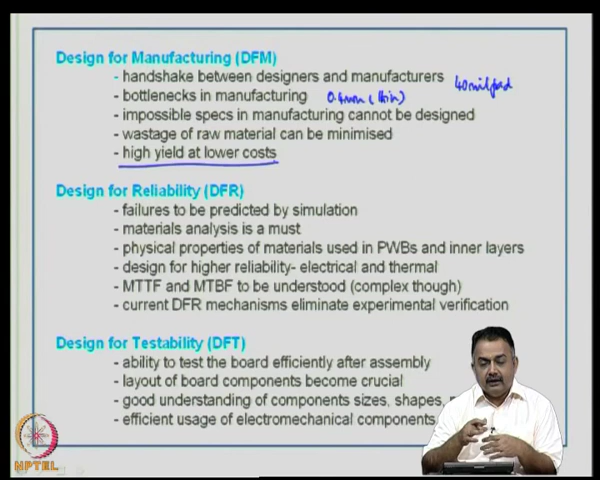 Design for Manufacturing (DFM)
- handshake between designers and manufacturers 40 mil pad
- bottlenecks in manufacturing 0.4mm (thin)
- impossible specs in manufacturing cannot be designed
- wastage of raw material can be minimised
- high yield at lower costs
Design for Reliability (DFR)
- failures to be predicted by simulation
- materials analysis is a must
- physical properties of materials used in PWBs and inner layers
- design for higher reliability- electrical and thermal
- MTTF and MTBF to be understood (complex though)
- current DFR mechanisms eliminate experimental verification
Design for Testability (DFT)
- ability to test the board efficiently after assembly
- layout of board components become crucial
- good understanding of components sizes, shapes,
- efficient usage of electromechanical components
NPTEL